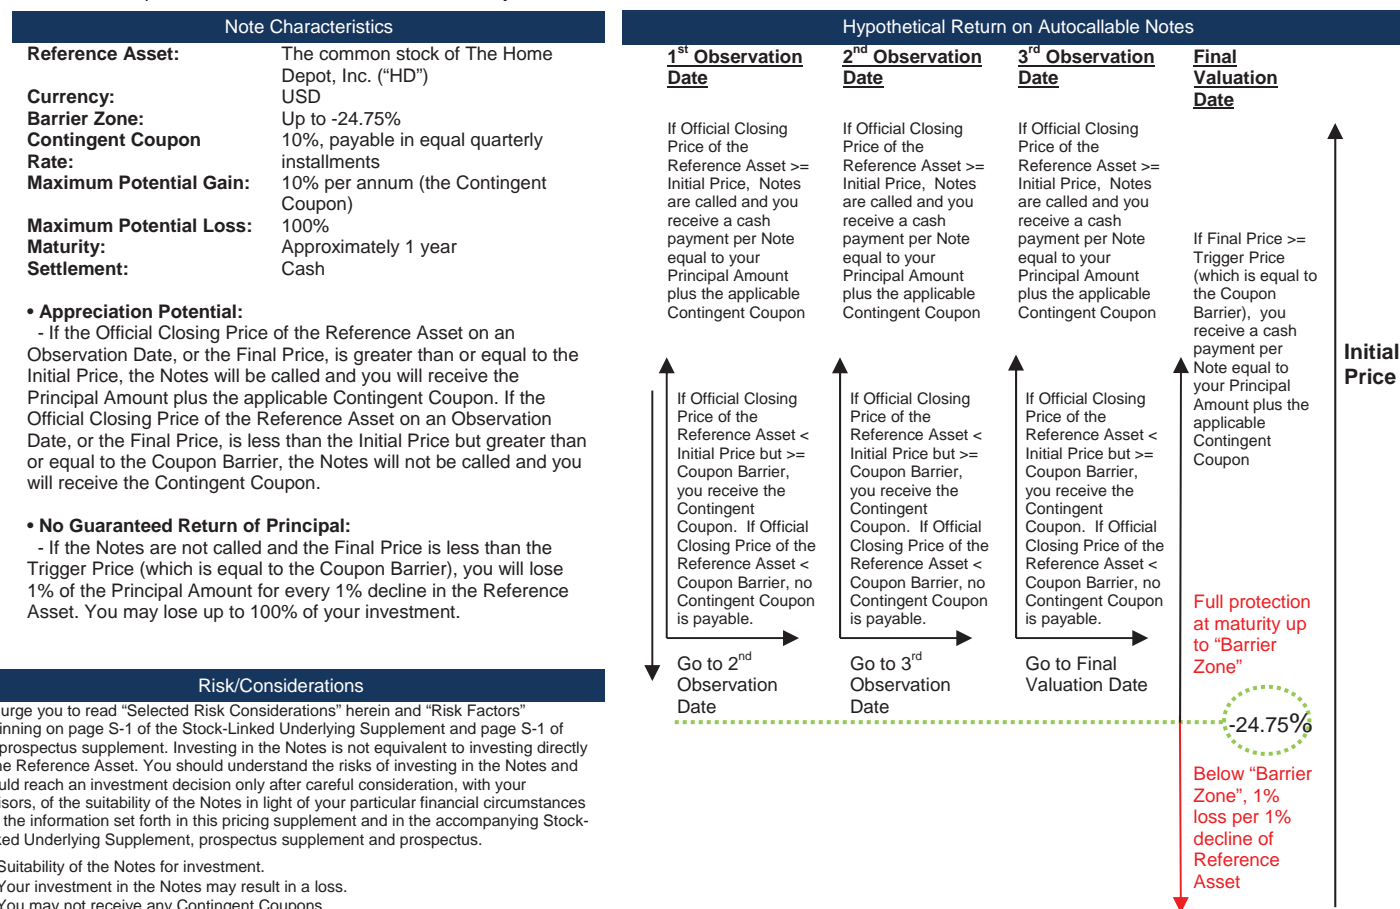 Note Characteristics
Reference Asset: The common stock of The Home
Depot, Inc. (“HD”)
Currency: USD
Barrier Zone: Up to -24.75%
Contingent Coupon 10%, payable in equal quarterly
Rate: installments
Maximum Potential Gain: 10% per annum (the Contingent
Coupon)
Maximum Potential Loss: 100%
Maturity: Approximately 1 year
Settlement: Cash
• Appreciation Potential:
- If the Official Closing Price of the Reference Asset on an
Observation Date, or the Final Price, is greater than or equal to the
Initial Price, the Notes will be called and you will receive the
Principal Amount plus the applicable Contingent Coupon. If the
Official Closing Price of the Reference Asset on an Observation
Date, or the Final Price, is less than the Initial Price but greater than
or equal to the Coupon Barrier, the Notes will not be called and you
will receive the Contingent Coupon.
• No Guaranteed Return of Principal:
- If the Notes are not called and the Final Price is less than the
Trigger Price (which is equal to the Coupon Barrier), you will lose
1% of the Principal Amount for every 1% decline in the Reference
Asset. You may lose up to 100% of your investment.
Risk/Considerations
urge you to read “Selected Risk Considerations” herein and “Risk Factors”
inning on page S-1 of the Stock-Linked Underlying Supplement and page S-1 of
prospectus supplement. Investing in the Notes is not equivalent to investing directly
he Reference Asset. You should understand the risks of investing in the Notes and
uld reach an investment decision only after careful consideration, with your
isors, of the suitability of the Notes in light of your particular financial circumstances
the information set forth in this pricing supplement and in the accompanying Stock-
ked Underlying Supplement, prospectus supplement and prospectus.
Suitability of the Notes for investment.
Your investment in the Notes may result in a loss.
You may not receive any Contingent Coupons
Hypothetical Return on Autocallable Notes
1st Observation
Date
If Official Closing
Price of the
Reference Asset >=
Initial Price, Notes
are called and you
receive a cash
payment per Note
equal to your
Principal Amount
plus the applicable
Contingent Coupon
If Official Closing
Price of the
Reference Asset <
Initial Price but >=
Coupon Barrier,
you receive the
Contingent
Coupon. If Official
Closing Price of the
Reference Asset <
Coupon Barrier, no
Contingent Coupon
is payable.
Go to 2nd
Observation
Date
2nd Observation
Date
If Official Closing
Price of the
Reference Asset >=
Initial Price, Notes
are called and you
receive a cash
payment per Note
equal to your
Principal Amount
plus the applicable
Contingent Coupon
If Official Closing
Price of the
Reference Asset <
Initial Price but >=
Coupon Barrier,
you receive the
Contingent
Coupon. If Official
Closing Price of the
Reference Asset <
Coupon Barrier, no
Contingent Coupon
is payable.
Go to 3rd
Observation
Date
3rd Observation
Date
If Official Closing
Price of the
Reference Asset >=
Initial Price, Notes
are called and you
receive a cash
payment per Note
equal to your
Principal Amount
plus the applicable
Contingent Coupon
If Official Closing
Price of the
Reference Asset <
Initial Price but >=
Coupon Barrier,
you receive the
Contingent
Coupon. If Official
Closing Price of the
Reference Asset <
Coupon Barrier, no
Contingent Coupon
is payable.
Go to Final
Valuation Date
Final
Valuation
Date
If Final Price >=
Trigger Price
(which is equal to
the Coupon
Barrier), you
receive a cash
payment per
Note equal to
your Principal
Amount plus the
applicable
Contingent
Coupon
Full protection
at maturity up
to “Barrier
Zone”
-24.75%
Below “Barrier
Zone”, 1%
loss per 1%
decline of
Reference
Asset
Initial
Price